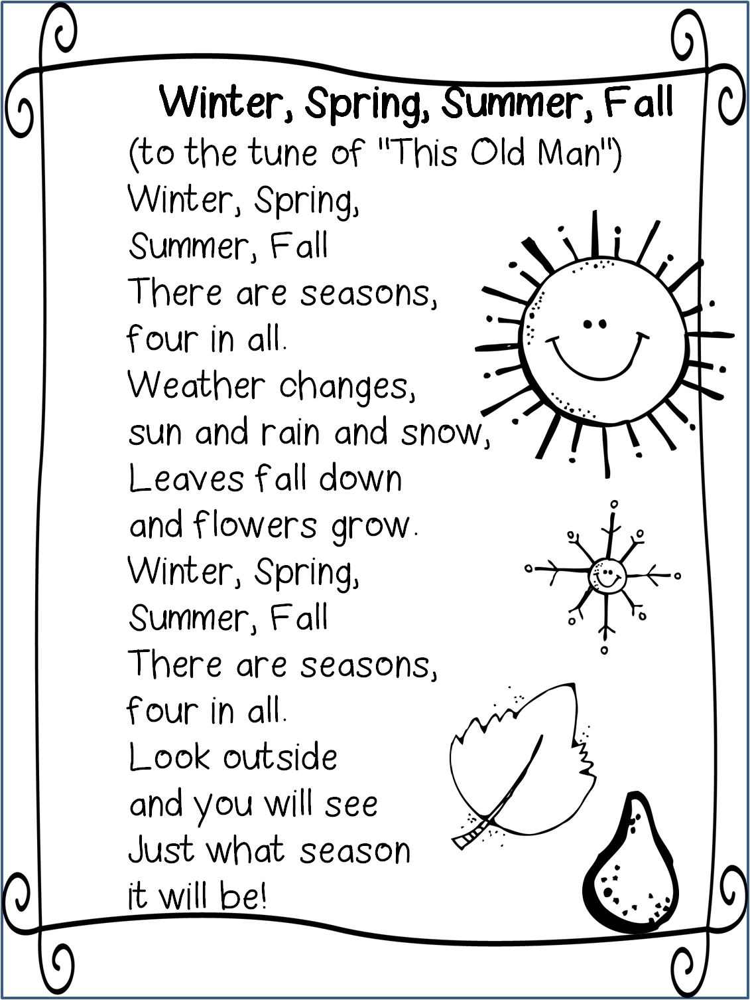 Winter, Spring, Summer, Fall
(to the tune of "This Old Man")
Winter, Spring,
Summer, Fall
There are seasons,
four in all.
Weather changes,
sun and rain and snow,
Leaves fall down
and flowers grow.
Winter, Spring,
Summer, Fall
There are seasons,
four in all.
Look outside
and you will see
Just what season
it will be!